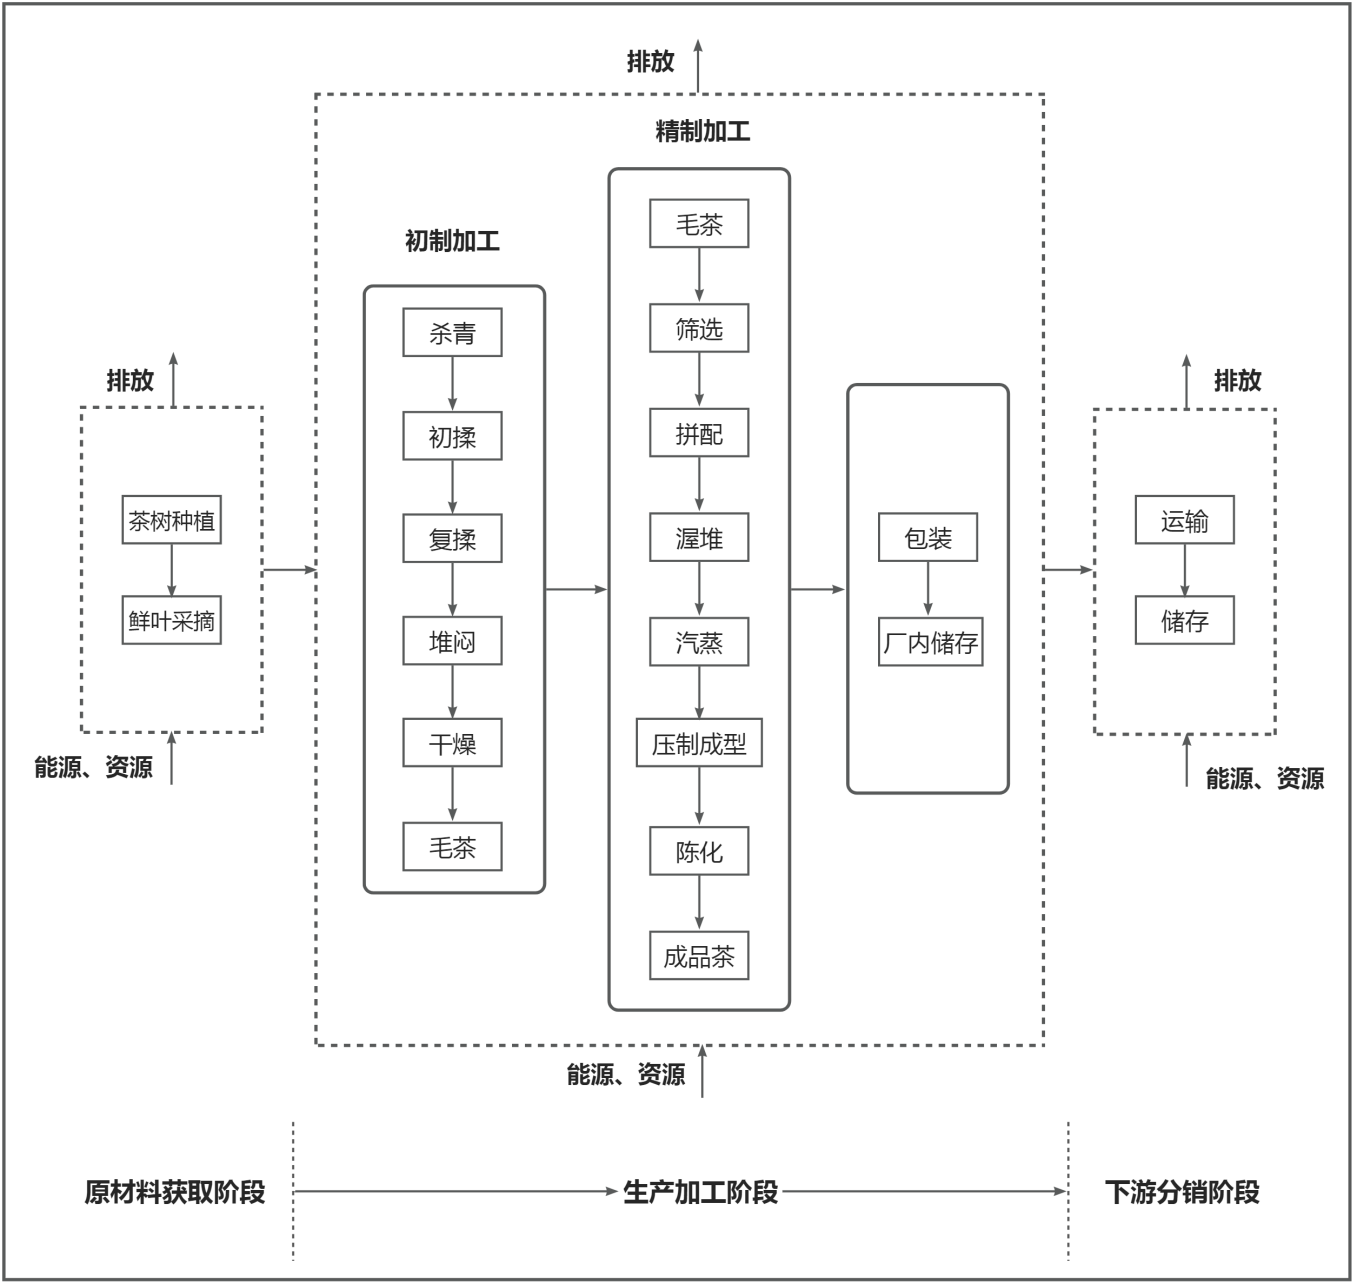 排放
茶树种植
鲜叶采摘
能源、资源
排放
初制加工
杀青
初揉
复揉
堆闷
干燥
毛茶
精制加工
毛茶
筛选
拼配
渥堆
汽蒸
压制成型
陈化
成品茶
包装
厂内储存
能源、资源
排放
运输
储存
能源、资源
原材料获取阶段
生产加工阶段
下游分销阶段